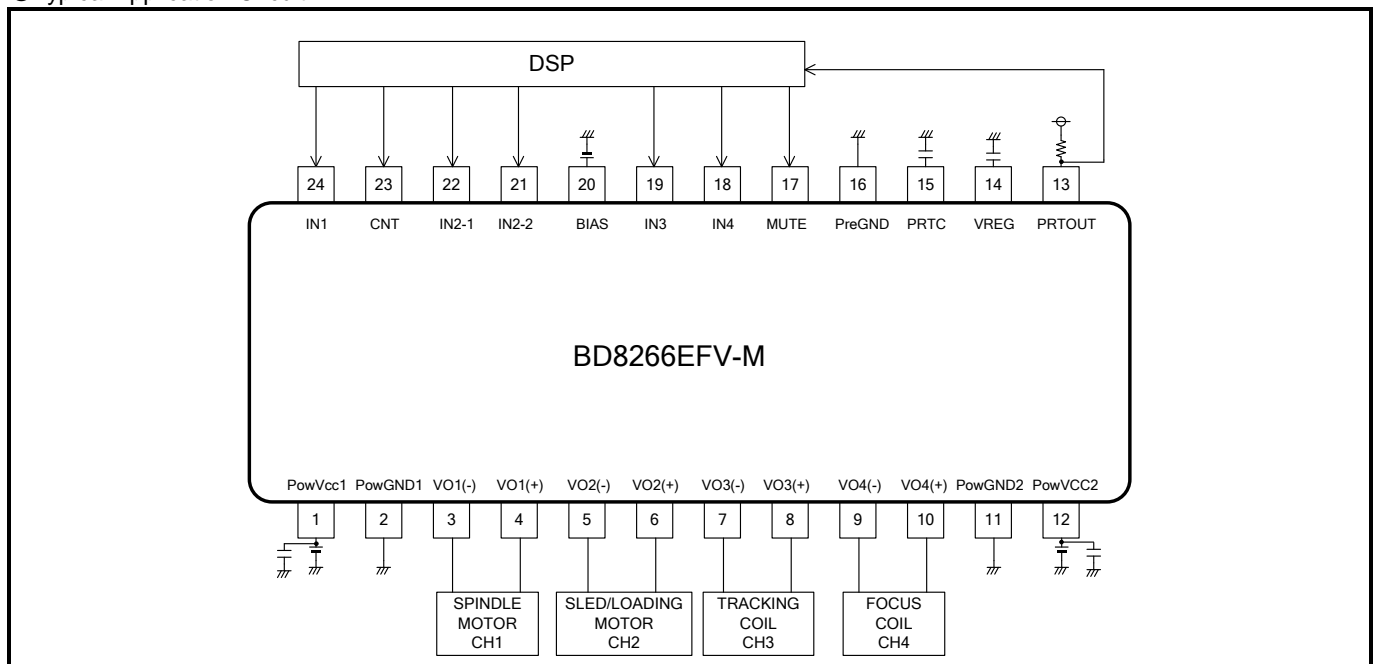 DSP
24 23 22 21 20 19 18 17 16 15 14 13
IN1 CNT IN2-1 IN2-2 BIAS IN3 IN4 MUTE PreGND PRTC VREG PRTOUT
BD8266EFV-M
PowVcc1 PowGND1 VO1(-) VO1(+) VO2(-) VO2(+) VO3(-) VO3(+) VO4(-) VO4(+) PowGND2 PowVCC2
1 2 3 4 5 6 7 8 9 10 11 12
SPINDLE SLED/LOADING TRACKING FOCUS
MOTOR MOTOR COIL COIL
CH1 CH2 CH3 CH4